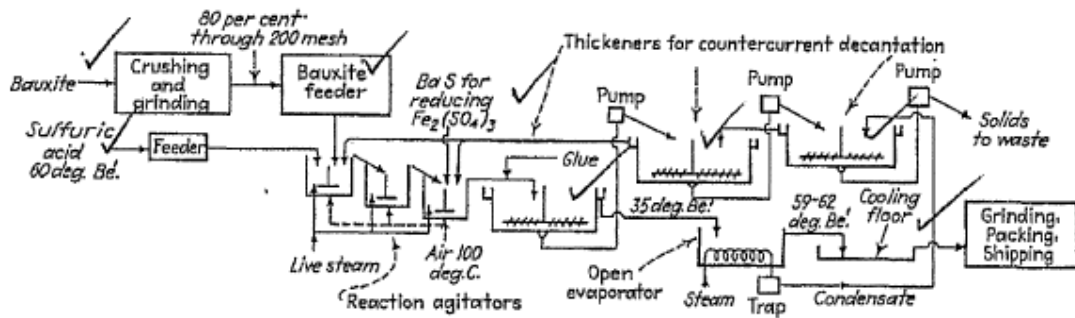 80 per cent
through 200 mesh
Bauxite
Crushing
and
grinding
Bauxite
feeder
Ba S for
reducing
Fe₂(SO₄)₃
Thickeners for countercurrent decantation
Pump
Pump
Solids
to waste
Sulfuric
acid
60 deg. Bé!
Feeder
Glue
35 deg. Bé!
59-62
deg. Bé!
Cooling
floor
Grinding,
Packing,
Shipping
Live steam
Air 100
deg. C.
Reaction agitators
Open
evaporator
Steam
Trap
Condensate